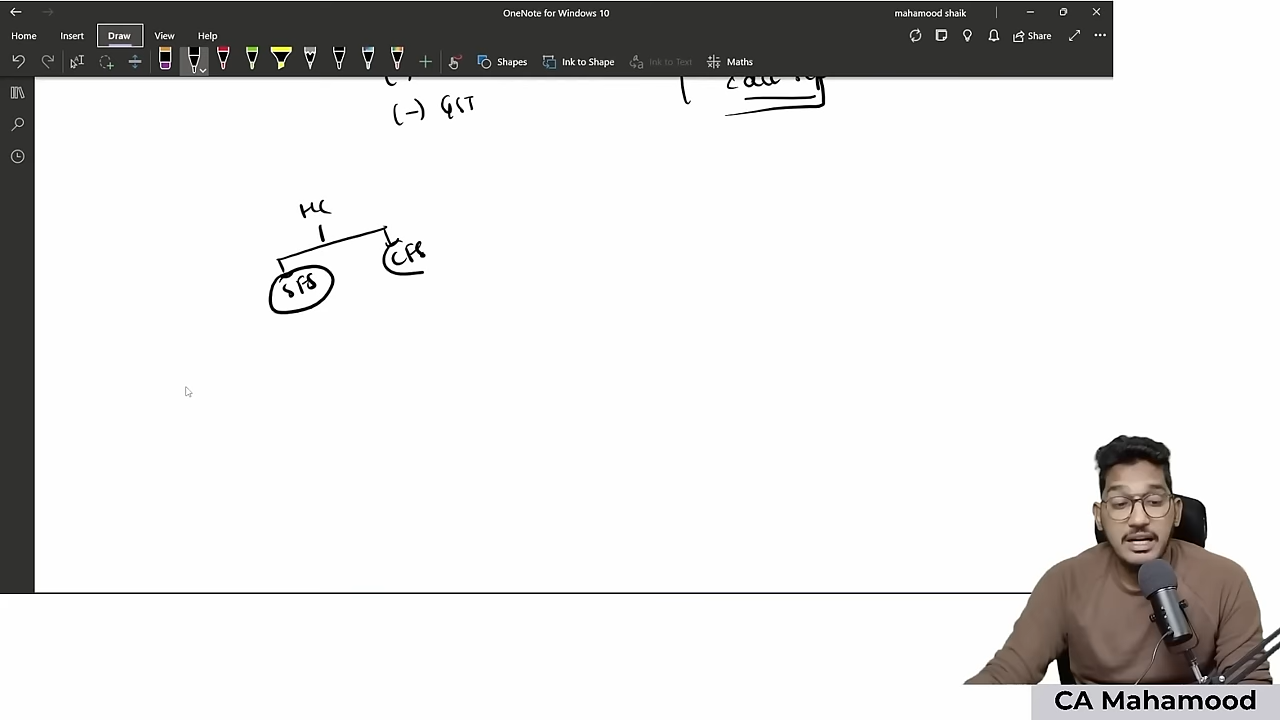 OneNote for Windows 10
mahamood shaik
Home Insert Draw View Help
Share
Shapes
Ink to Shape
Ink to Text
Maths
(-) GST
HC
SFS
CFS
CA Mahamood